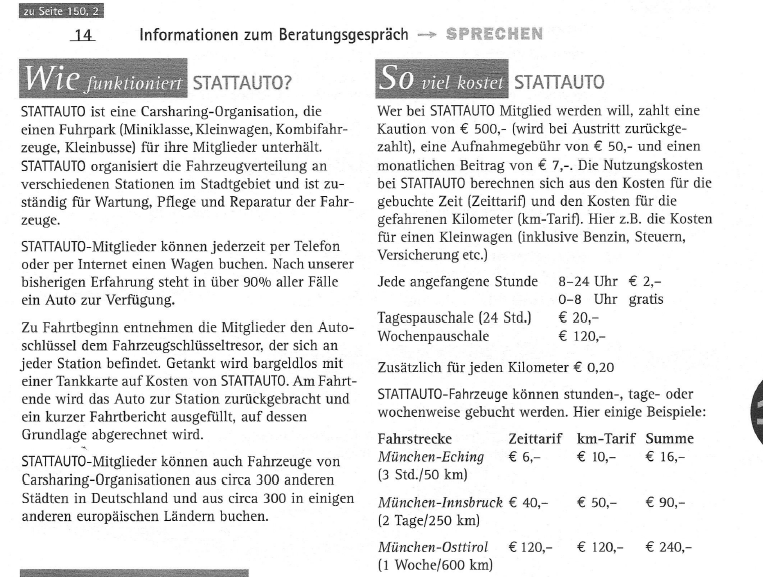 zu Seite 150, 2
14 Informationen zum Beratungsgespräch → SPRECHEN
Wie funktioniert STATTAUTO?
STATTAUTO ist eine Carsharing-Organisation, die
einen Fuhrpark (Miniklasse, Kleinwagen, Kombifahr-
zeuge, Kleinbusse) für ihre Mitglieder unterhält.
STATTAUTO organisiert die Fahrzeugverteilung an
verschiedenen Stationen im Stadtgebiet und ist zu-
ständig für Wartung, Pflege und Reparatur der Fahr-
zeuge.
STATTAUTO-Mitglieder können jederzeit per Telefon
oder per Internet einen Wagen buchen. Nach unserer
bisherigen Erfahrung steht in über 90% aller Fälle
ein Auto zur Verfügung.
Zu Fahrtbeginn entnehmen die Mitglieder den Auto-
schlüssel dem Fahrzeugschlüsseltresor, der sich an
jeder Station befindet. Getankt wird bargeldlos mit
einer Tankkarte auf Kosten von STATTAUTO. Am Fahrt-
ende wird das Auto zur Station zurückgebracht und
ein kurzer Fahrtbericht ausgefüllt, auf dessen
Grundlage abgerechnet wird.
STATTAUTO-Mitglieder können auch Fahrzeuge von
Carsharing-Organisationen aus circa 300 anderen
Städten in Deutschland und aus circa 300 in einigen
anderen europäischen Ländern buchen.
So viel kostet STATTAUTO
Wer bei STATTAUTO Mitglied werden will, zahlt eine
Kaution von € 500,- (wird bei Austritt zurückge-
zahlt), eine Aufnahmegebühr von € 50,- und einen
monatlichen Beitrag von € 7,-. Die Nutzungskosten
bei STATTAUTO berechnen sich aus den Kosten für die
gebuchte Zeit (Zeittarif) und den Kosten für die
gefahrenen Kilometer (km-Tarif). Hier z.B. die Kosten
für einen Kleinwagen (inklusive Benzin, Steuern,
Versicherung etc.)
Jede angefangene Stunde 8–24 Uhr € 2,-
0–8 Uhr gratis
Tagespauschale (24 Std.) € 20,-
Wochenpauschale € 120,-
Zusätzlich für jeden Kilometer € 0,20
STATTAUTO-Fahrzeuge können stunden-, tage- oder
wochenweise gebucht werden. Hier einige Beispiele:
Fahrstrecke Zeittarif km-Tarif Summe
München-Eching € 6,– € 10,– € 16,–
(3 Std./50 km)
München-Innsbruck € 40,– € 50,– € 90,–
(2 Tage/250 km)
München-Osttirol € 120,– € 120,– € 240,–
(1 Woche/600 km)